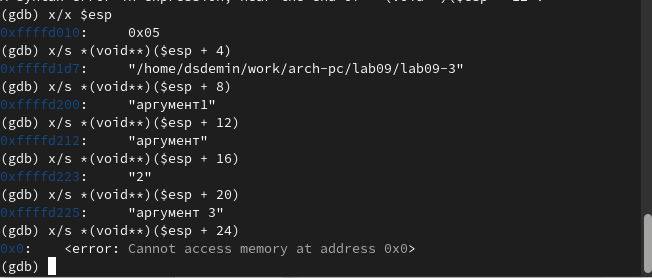 (gdb) x/x $esp
0xffffd010:     0x05
(gdb) x/s *(void**)($esp + 4)
0xffffd1d7:     "/home/dsdemin/work/arch-pc/lab09/lab09-3"
(gdb) x/s *(void**)($esp + 8)
0xffffd200:     "аргумент1"
(gdb) x/s *(void**)($esp + 12)
0xffffd212:     "аргумент"
(gdb) x/s *(void**)($esp + 16)
0xffffd223:     "2"
(gdb) x/s *(void**)($esp + 20)
0xffffd225:     "аргумент 3"
(gdb) x/s *(void**)($esp + 24)
0x0:    <error: Cannot access memory at address 0x0>
(gdb)